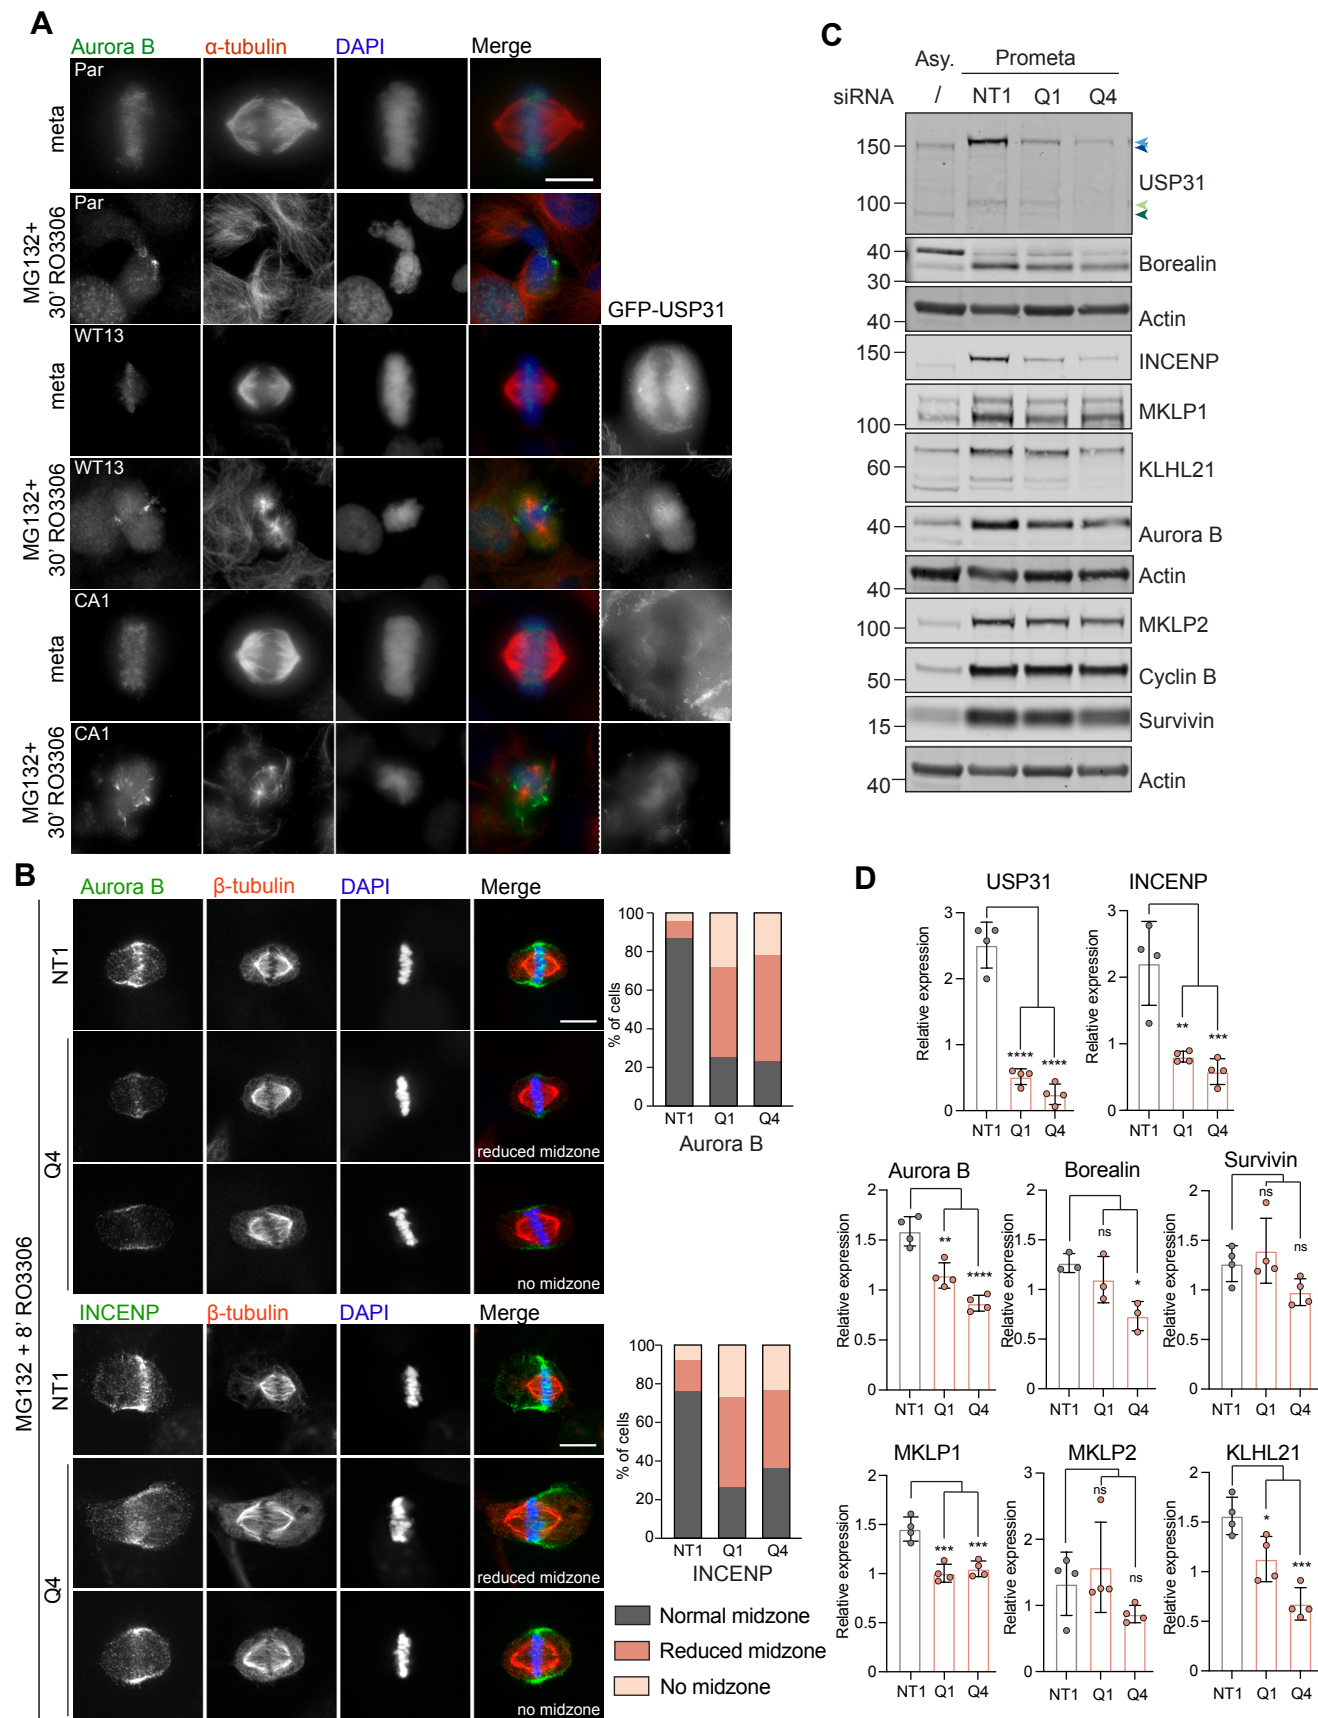 A
Aurora B α-tubulin DAPI Merge
Par
meta
Par
MG132+
30' RO3306
GFP-USP31
WT13
meta
WT13
MG132+
30' RO3306
CA1
meta
CA1
MG132+
30' RO3306
B
Aurora B β-tubulin DAPI Merge
MG132 + 8' RO3306
NT1
Q4
reduced midzone
no midzone
INCENP β-tubulin DAPI Merge
NT1
Q4
reduced midzone
no midzone
% of cells
100
80
60
40
20
0
NT1 Q1 Q4
Aurora B
% of cells
100
80
60
40
20
0
NT1 Q1 Q4
INCENP
Normal midzone
Reduced midzone
No midzone
C
Asy. Prometa
siRNA / NT1 Q1 Q4
150
100
USP31
40
30
Borealin
40
Actin
150
INCENP
100
MKLP1
60
KLHL21
40
Aurora B
40
Actin
100
MKLP2
50
Cyclin B
15
Survivin
40
Actin
D
USP31
Relative expression
3
2
1
0
**** ****
NT1 Q1 Q4
INCENP
Relative expression
3
2
1
0
** ***
NT1 Q1 Q4
Aurora B
Relative expression
2
1.5
1
0.5
0
** ****
NT1 Q1 Q4
Borealin
Relative expression
2
1.5
1
0.5
0
ns *
NT1 Q1 Q4
Survivin
Relative expression
2
1.5
1
0.5
0
ns ns
NT1 Q1 Q4
MKLP1
Relative expression
2
1.5
1
0.5
0
*** ***
NT1 Q1 Q4
MKLP2
Relative expression
3
2
1
0
ns ns
NT1 Q1 Q4
KLHL21
Relative expression
2
1.5
1
0.5
0
* ***
NT1 Q1 Q4